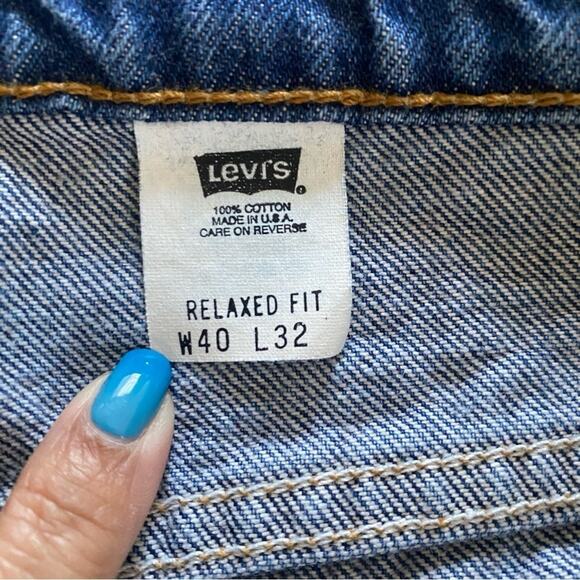 Levi's
100% COTTON
MADE IN U.S.A.
CARE ON REVERSE
RELAXED FIT
W40 L32